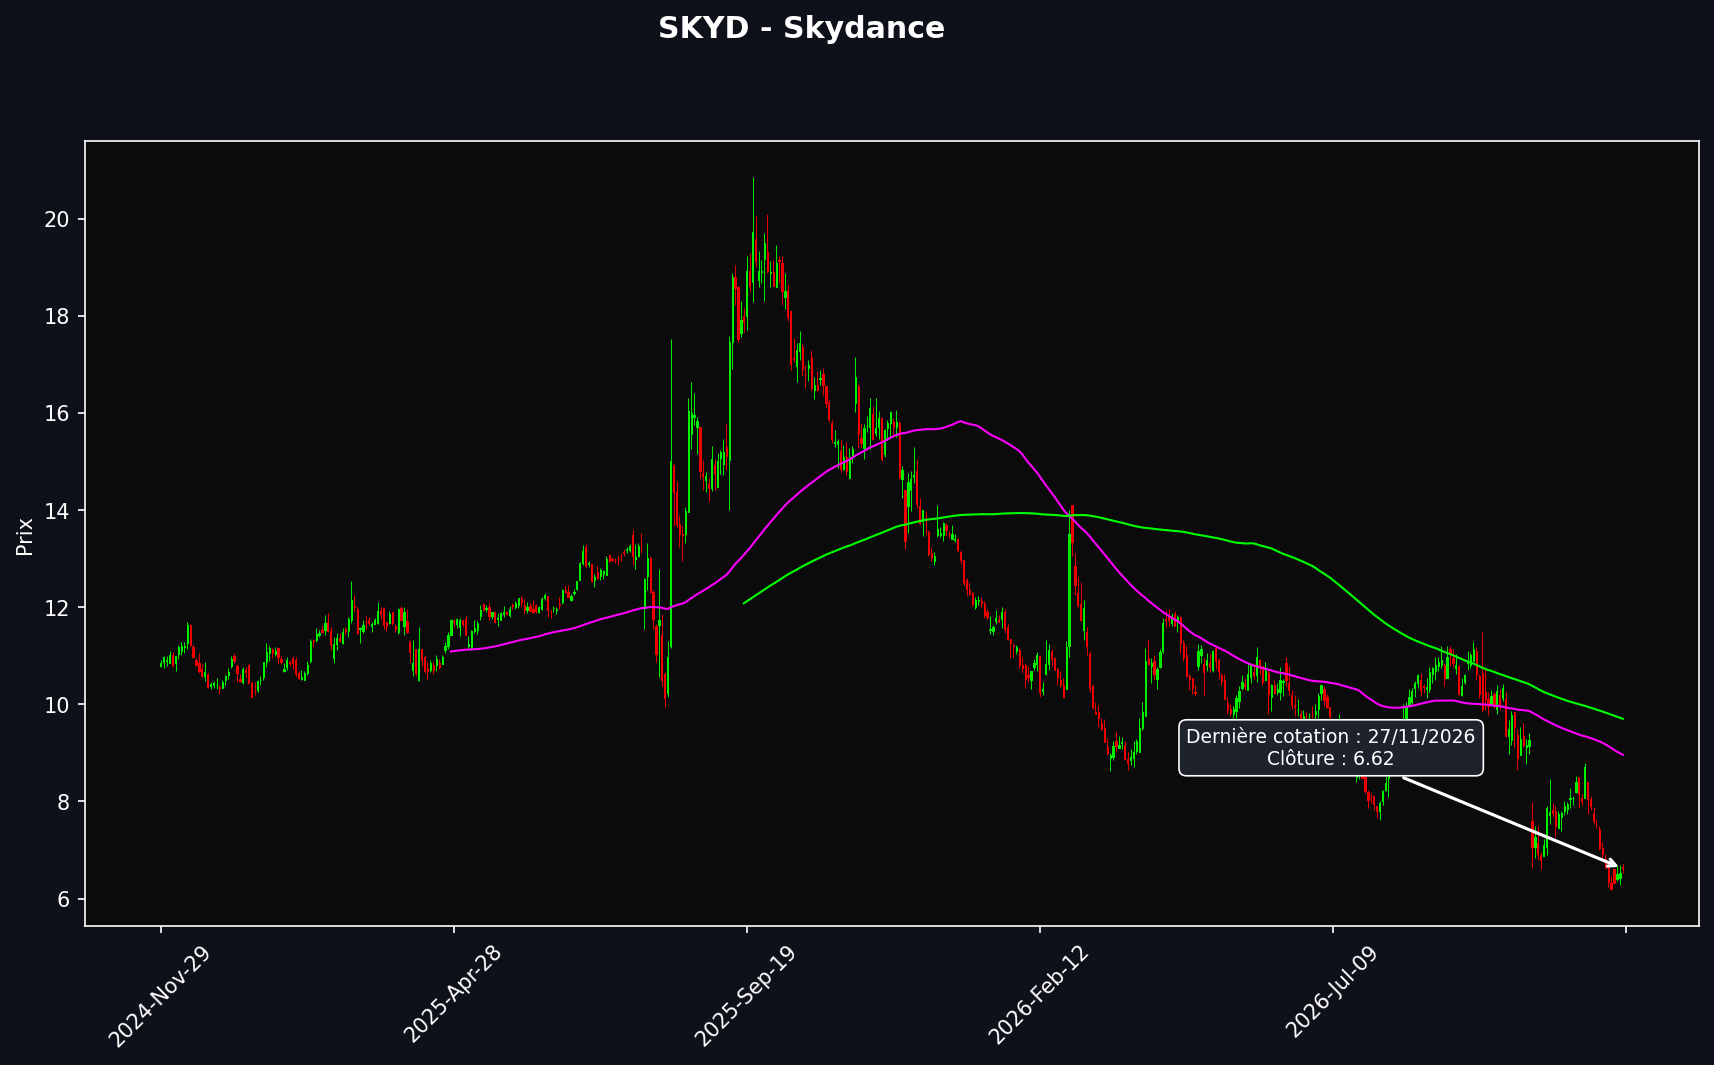 SKYD - Skydance
Prix
20
18
16
14
12
10
8
6
Dernière cotation : 27/11/2026
Clôture : 6.62
2024-Nov-29
2025-Apr-28
2025-Sep-19
2026-Feb-12
2026-Jul-09